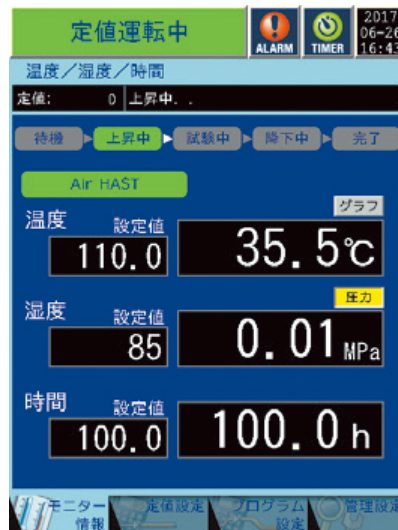 定値運転中
ALARM
TIMER
2017
06-26
16:43
温度/湿度/時間
定値: 0 上昇中..
待機 上昇中 試験中 降下中 完了
Air HAST
グラフ
温度 設定値
110.0 35.5℃
圧力
湿度 設定値
85 0.01 MPa
時間 設定値
100.0 100.0 h
モニター情報
定値設定
プログラム設定
管理設定